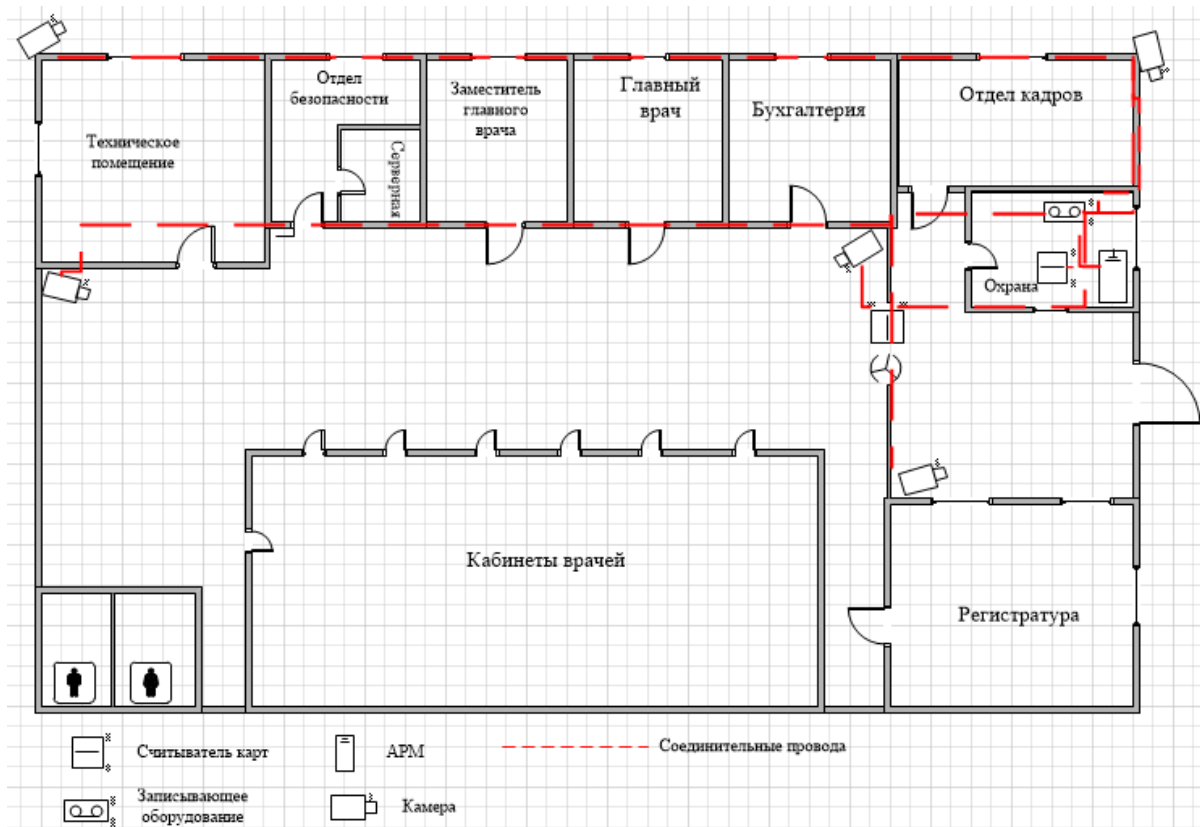 Отдел
безопасности
Заместитель
главного
врача
Главный
врач
Бухгалтерия
Отдел кадров
Техническое
помещение
Серверная
Охрана
Кабинеты врачей
Регистратура
Считыватель карт
АРМ
Соединительные провода
Записывающее
оборудование
Камера